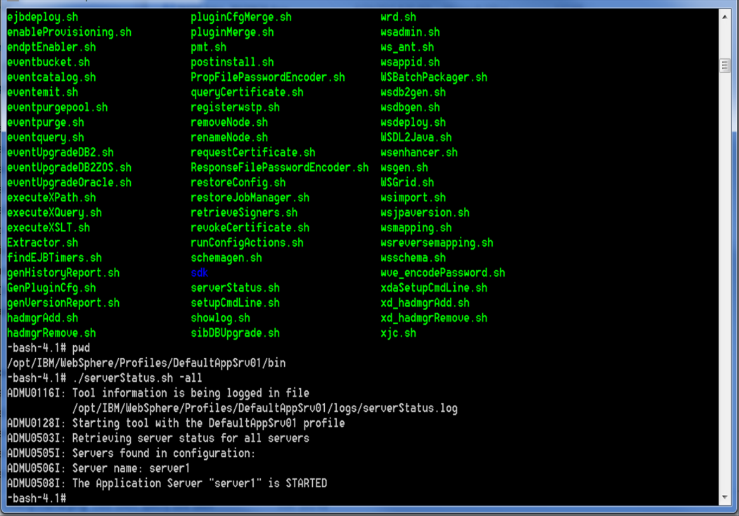 ejbdeploy.sh pluginCfgMerge.sh wrd.sh
enableProvisioning.sh pluginMerge.sh wsadmin.sh
endptEnabler.sh pmt.sh ws_ant.sh
eventbucket.sh postinstall.sh wsappid.sh
eventcatalog.sh PropFilePasswordEncoder.sh WSBatchPackager.sh
eventemit.sh queryCertificate.sh wsdb2gen.sh
eventpurgepool.sh registerwstp.sh wsdbgen.sh
eventpurge.sh removeNode.sh wsdeploy.sh
eventquery.sh renameNode.sh WSDL2Java.sh
eventUpgradeDB2.sh requestCertificate.sh wsenhancer.sh
eventUpgradeDB2ZOS.sh ResponseFilePasswordEncoder.sh wsgen.sh
eventUpgradeOracle.sh restoreConfig.sh WSGrid.sh
executeXPath.sh restoreJobManager.sh wsimport.sh
executeXQuery.sh retrieveSigners.sh wsjpaversion.sh
executeXSLT.sh revokeCertificate.sh wsmapping.sh
Extractor.sh runConfigActions.sh wsreversemapping.sh
findEJBTimers.sh schemagen.sh wsschema.sh
genHistoryReport.sh sdk wve_encodePassword.sh
GenPluginCfg.sh serverStatus.sh xdaSetupCmdLine.sh
genVersionReport.sh setupCmdLine.sh xd_hadmgrAdd.sh
hadmgrAdd.sh showlog.sh xd_hadmgrRemove.sh
hadmgrRemove.sh sibDBUpgrade.sh xjc.sh
-bash-4.1# pwd
/opt/IBM/WebSphere/Profiles/DefaultAppSrv01/bin
-bash-4.1# ./serverStatus.sh -all
ADMU0116I: Tool information is being logged in file
/opt/IBM/WebSphere/Profiles/DefaultAppSrv01/logs/serverStatus.log
ADMU0128I: Starting tool with the DefaultAppSrv01 profile
ADMU0503I: Retrieving server status for all servers
ADMU0505I: Servers found in configuration:
ADMU0506I: Server name: server1
ADMU0508I: The Application Server "server1" is STARTED
-bash-4.1#